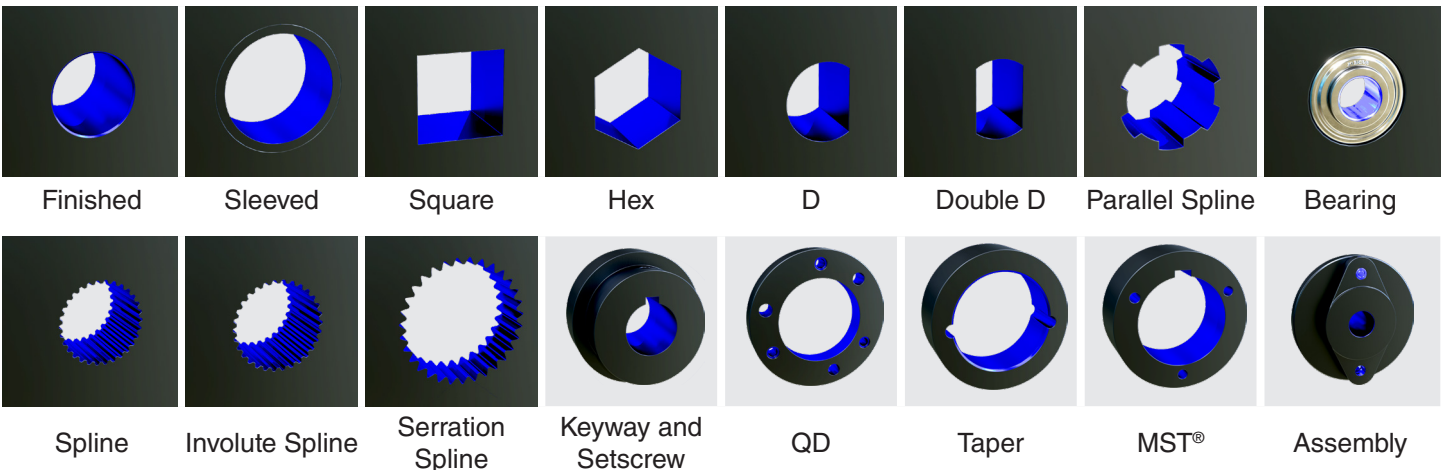 Finished
Sleeved
Square
Hex
D
Double D
Parallel Spline
Bearing
Spline
Involute Spline
Serration
Spline
Keyway and
Setscrew
QD
Taper
MST®
Assembly